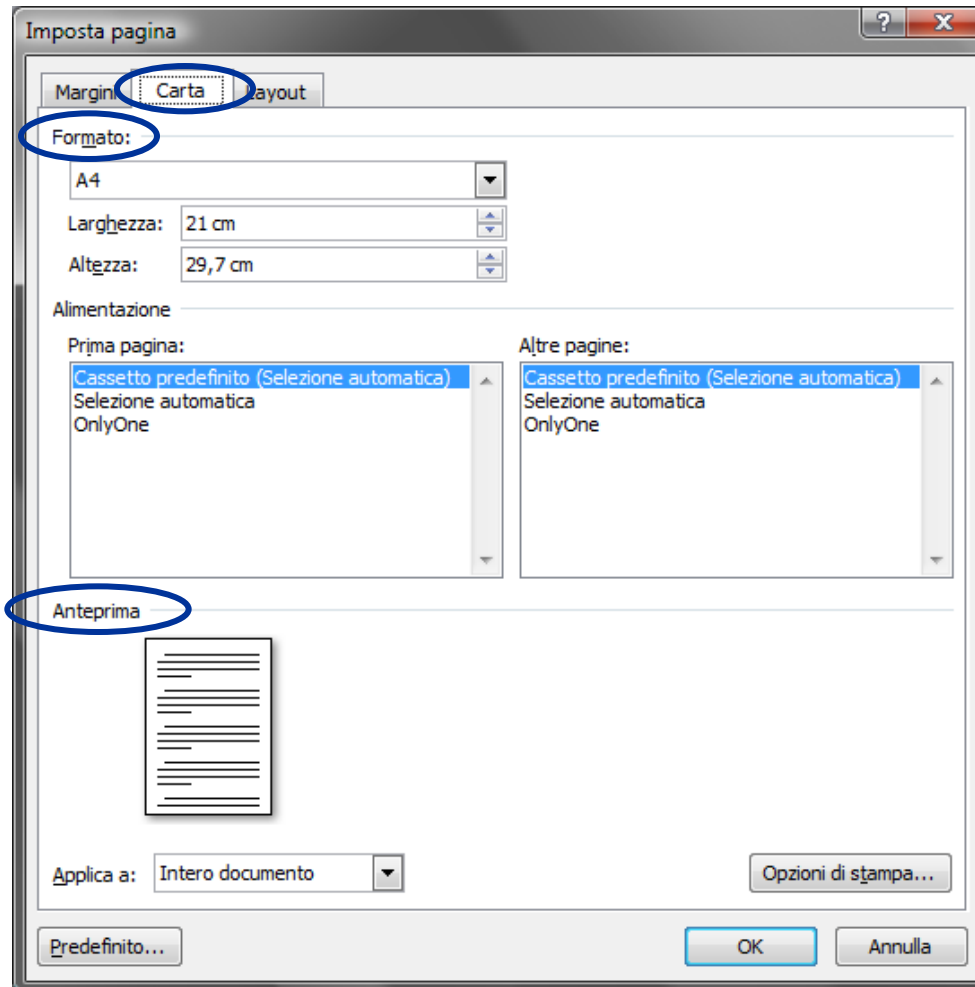 Imposta pagina
Margini Carta Layout
Formato:
A4
Larghezza: 21 cm
Altezza: 29,7 cm
Alimentazione
Prima pagina: Altre pagine:
Cassetto predefinito (Selezione automatica) Cassetto predefinito (Selezione automatica)
Selezione automatica Selezione automatica
OnlyOne OnlyOne
Anteprima
Applica a: Intero documento Opzioni di stampa...
Predefinito... OK Annulla